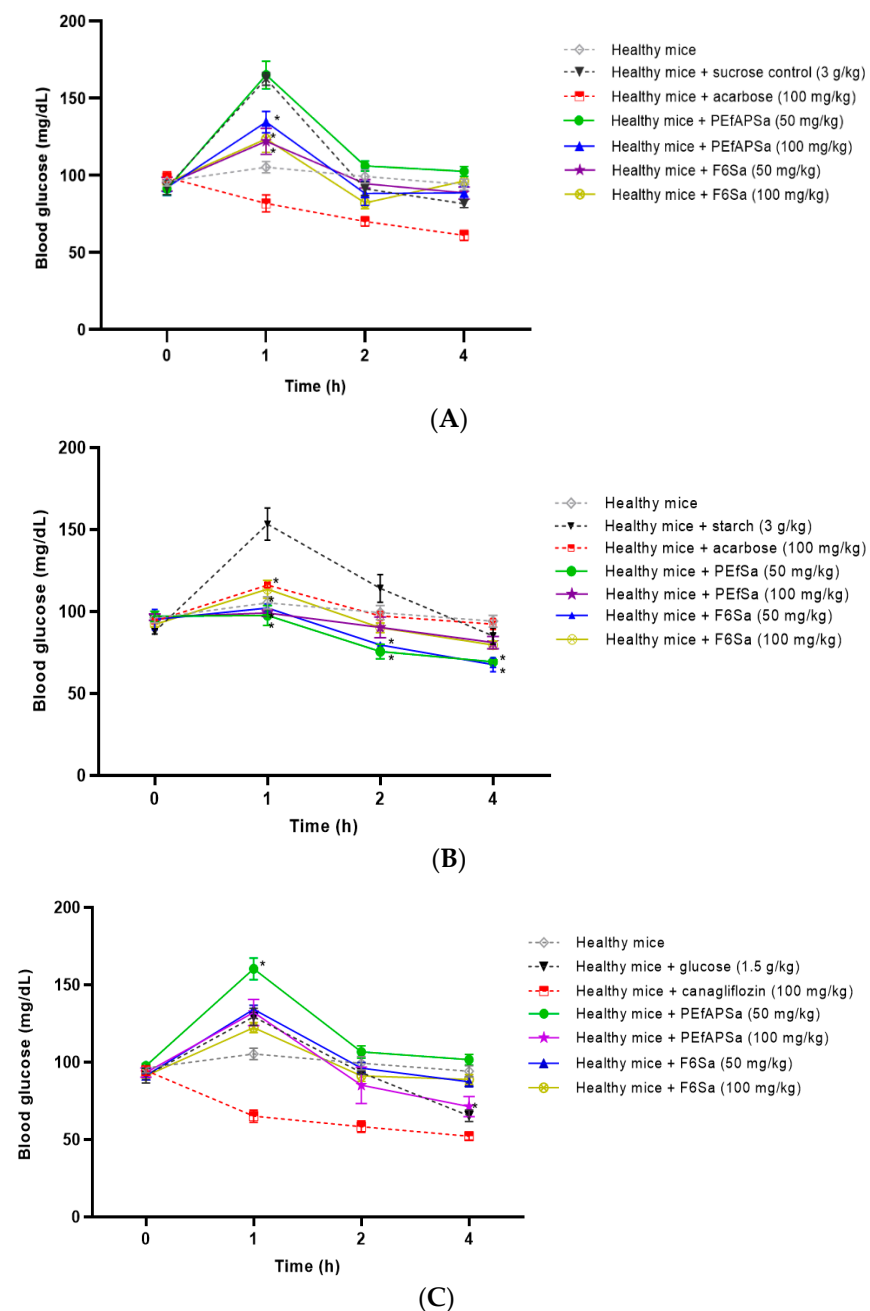 200
150
100
50
0
Blood glucose (mg/dL)
0 1 2 4
Time (h)
*
*
*
Healthy mice
Healthy mice + sucrose control (3 g/kg)
Healthy mice + acarbose (100 mg/kg)
Healthy mice + PEfAPSa (50 mg/kg)
Healthy mice + PEfAPSa (100 mg/kg)
Healthy mice + F6Sa (50 mg/kg)
Healthy mice + F6Sa (100 mg/kg)
(A)
200
150
100
50
0
Blood glucose (mg/dL)
0 1 2 4
Time (h)
*
*
*
*
*
*
*
Healthy mice
Healthy mice + starch (3 g/kg)
Healthy mice + acarbose (100 mg/kg)
Healthy mice + PEfSa (50 mg/kg)
Healthy mice + PEfSa (100 mg/kg)
Healthy mice + F6Sa (50 mg/kg)
Healthy mice + F6Sa (100 mg/kg)
(B)
200
150
100
50
0
Blood glucose (mg/dL)
0 1 2 4
Time (h)
*
*
Healthy mice
Healthy mice + glucose (1.5 g/kg)
Healthy mice + canagliflozin (100 mg/kg)
Healthy mice + PEfAPSa (50 mg/kg)
Healthy mice + PEfAPSa (100 mg/kg)
Healthy mice + F6Sa (50 mg/kg)
Healthy mice + F6Sa (100 mg/kg)
(C)